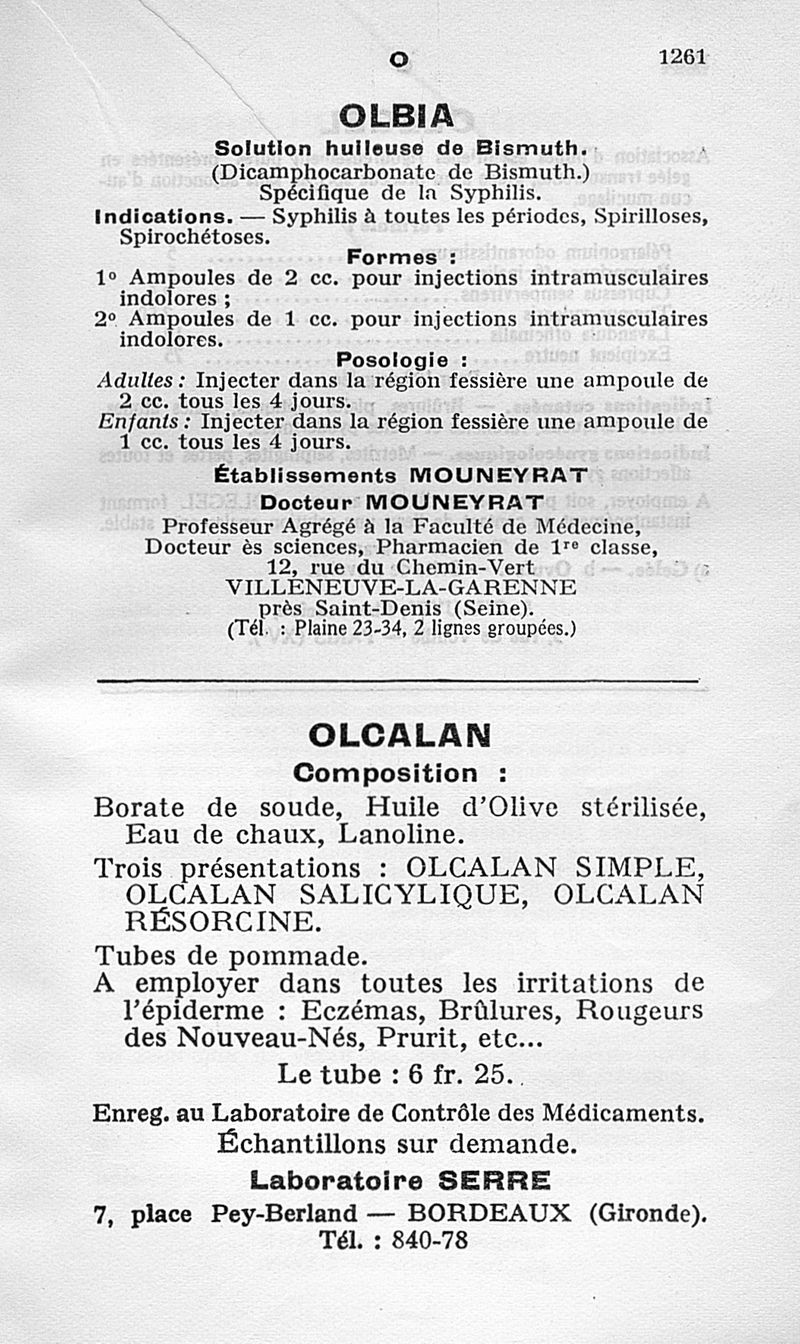 O 1261
OLBIA
Solution huileuse de Bismuth.
(Dicamphocarbonate de Bismuth.)
Spécifique de la Syphilis.
Indications. — Syphilis à toutes les périodes, Spirilloses,
Spirochétoses.
Formes :
1º Ampoules de 2 cc. pour injections intramusculaires
indolores ;
2º Ampoules de 1 cc. pour injections intramusculaires
indolores.
Posologie :
Adultes : Injecter dans la région fessière une ampoule de
2 cc. tous les 4 jours.
Enfants : Injecter dans la région fessière une ampoule de
1 cc. tous les 4 jours.
Établissements MOUNEYRAT
Docteur MOUNEYRAT
Professeur Agrégé à la Faculté de Médecine,
Docteur ès sciences, Pharmacien de 1re classe,
12, rue du Chemin-Vert
VILLENEUVE-LA-GARENNE
près Saint-Denis (Seine).
(Tél. : Plaine 23-34, 2 lignes groupées.)
OLCALAN
Composition :
Borate de soude, Huile d'Olive stérilisée,
Eau de chaux, Lanoline.
Trois présentations : OLCALAN SIMPLE,
OLCALAN SALICYLIQUE, OLCALAN
RÉSORCINE.
Tubes de pommade.
A employer dans toutes les irritations de
l'épiderme : Eczémas, Brûlures, Rougeurs
des Nouveau-Nés, Prurit, etc...
Le tube : 6 fr. 25.
Enreg. au Laboratoire de Contrôle des Médicaments.
Échantillons sur demande.
Laboratoire SERRE
7, place Pey-Berland — BORDEAUX (Gironde).
Tél. : 840-78